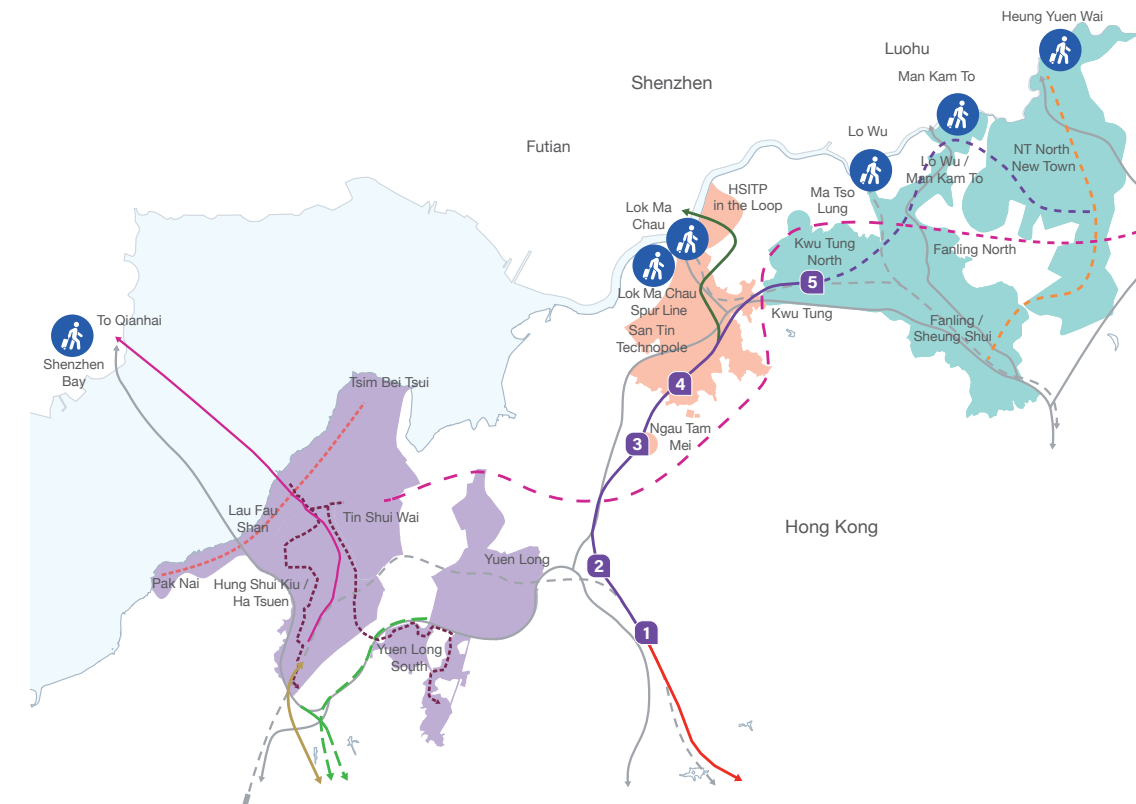 Heung Yuen Wai
Luohu
Shenzhen
Man Kam To
Lo Wu
Futian
NT North
New Town
Lo Wu /
Man Kam To
HSITP
in the Loop
Ma Tso
Lung
Lok Ma
Chau
Kwu Tung
North
Fanling North
5
Lok Ma Chau
Spur Line
Kwu Tung
To Qianhai
Fanling /
Sheung Shui
San Tin
Technopole
Shenzhen
Bay
Tsim Bei Tsui
4
Ngau Tam
Mei
3
Lau Fau
Shan
Tin Shui Wai
Hong Kong
Yuen Long
2
Pak Nai
Hung Shui Kiu /
Ha Tsuen
1
Yuen Long
South